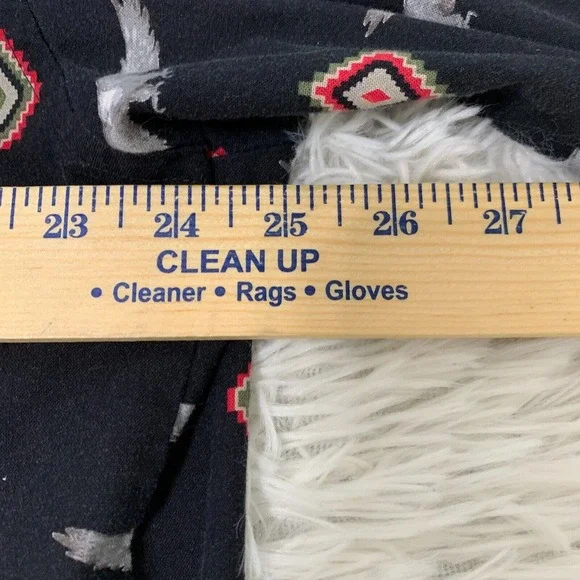 23 24 25 26 27
CLEAN UP
• Cleaner • Rags • Gloves